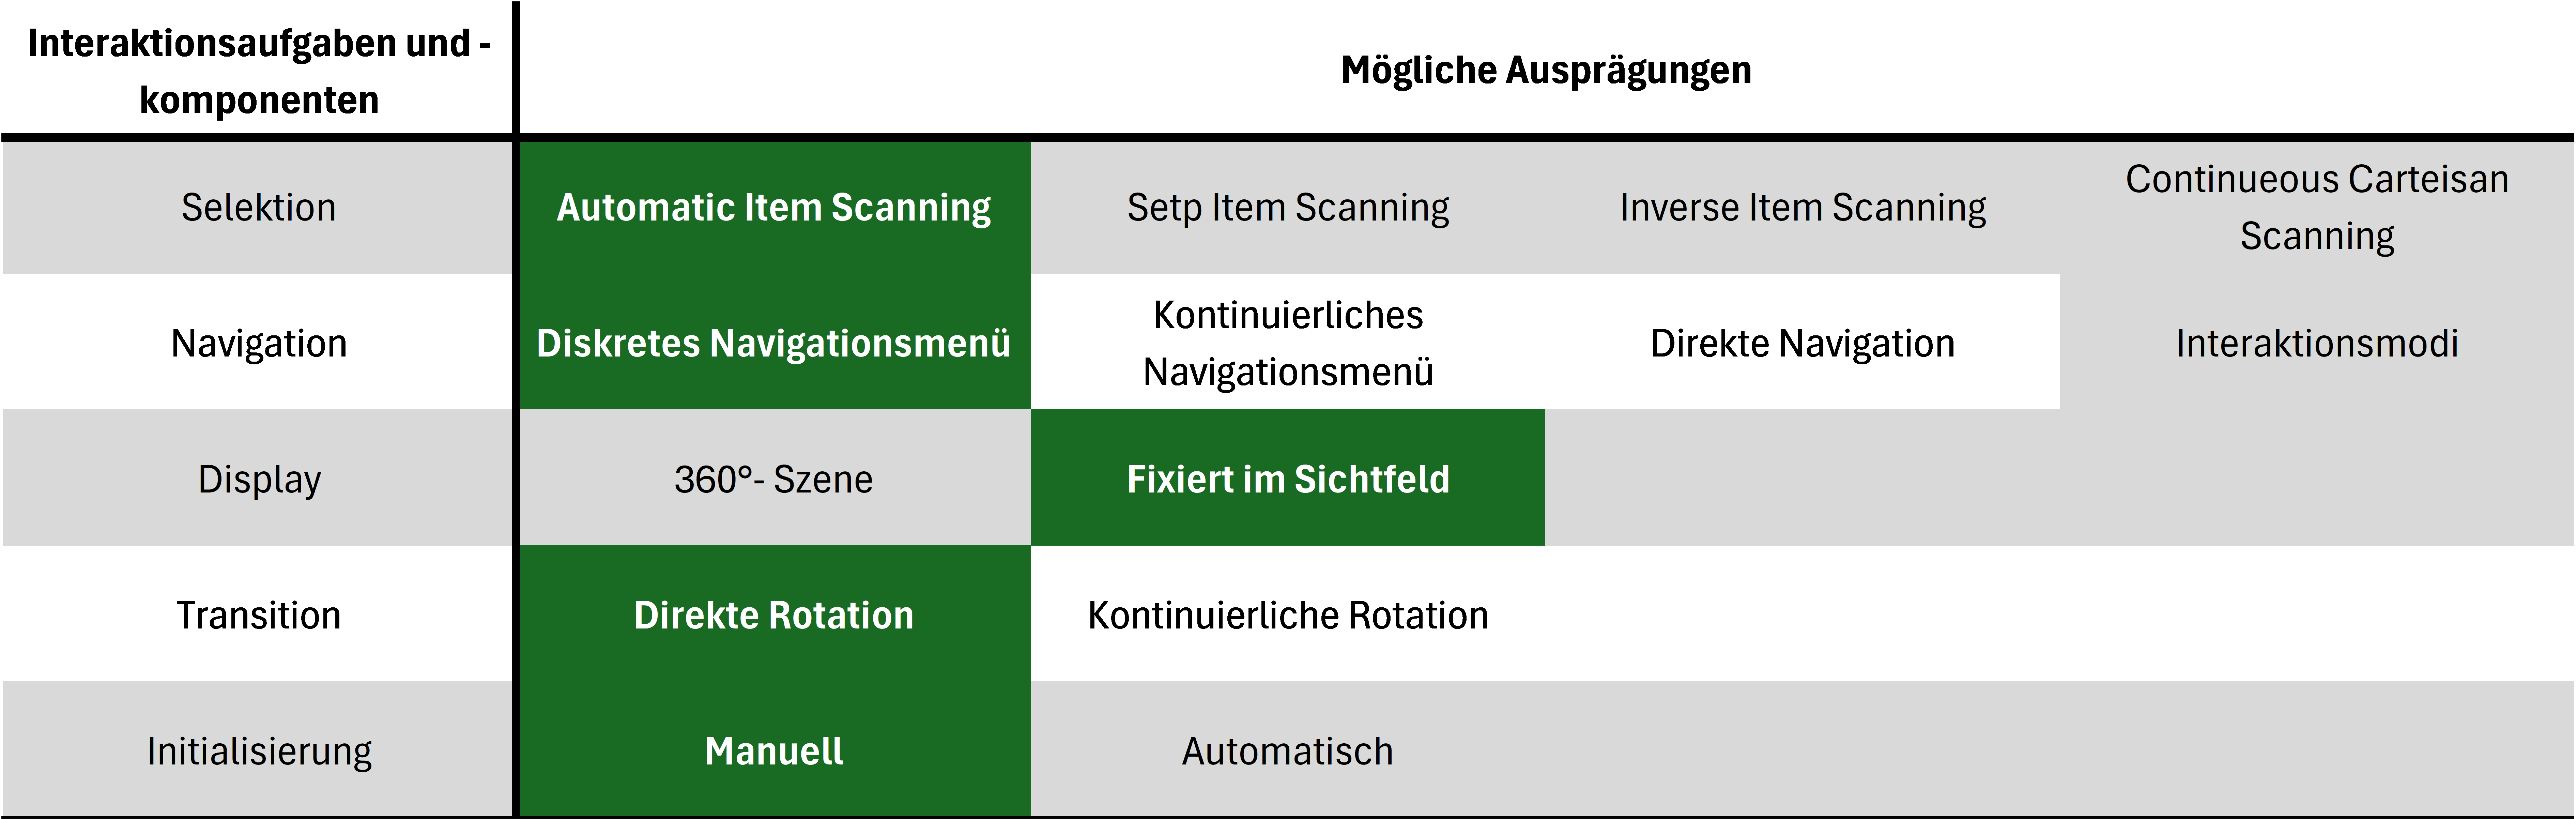 Interaktionsaufgaben und -
komponenten
Mögliche Ausprägungen
Selektion
Automatic Item Scanning
Setp Item Scanning
Inverse Item Scanning
Continueous Carteisan
Scanning
Navigation
Diskretes Navigationsmenü
Kontinuierliches
Navigationsmenü
Direkte Navigation
Interaktionsmodi
Display
360°- Szene
Fixiert im Sichtfeld
Transition
Direkte Rotation
Kontinuierliche Rotation
Initialisierung
Manuell
Automatisch